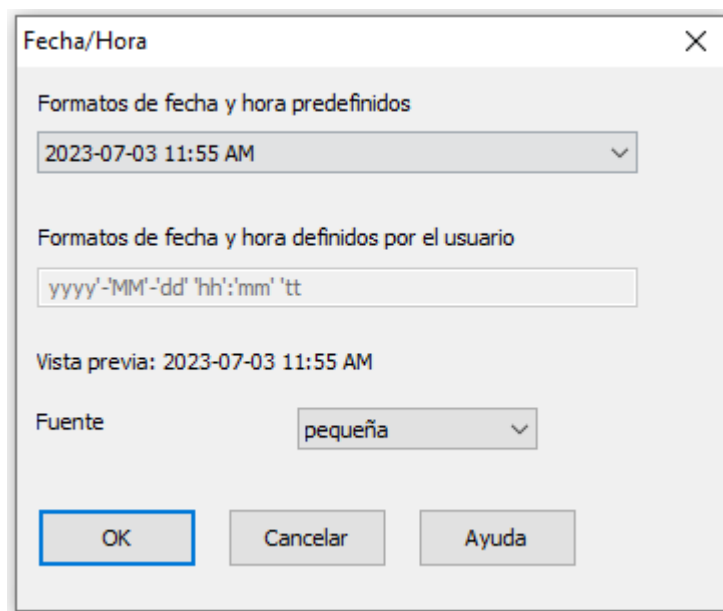 Fecha/Hora
Formatos de fecha y hora predefinidos
2023-07-03 11:55 AM
Formatos de fecha y hora definidos por el usuario
yyyy'-'MM'-'dd' 'hh':'mm' 'tt
Vista previa: 2023-07-03 11:55 AM
Fuente pequeña
OK Cancelar Ayuda